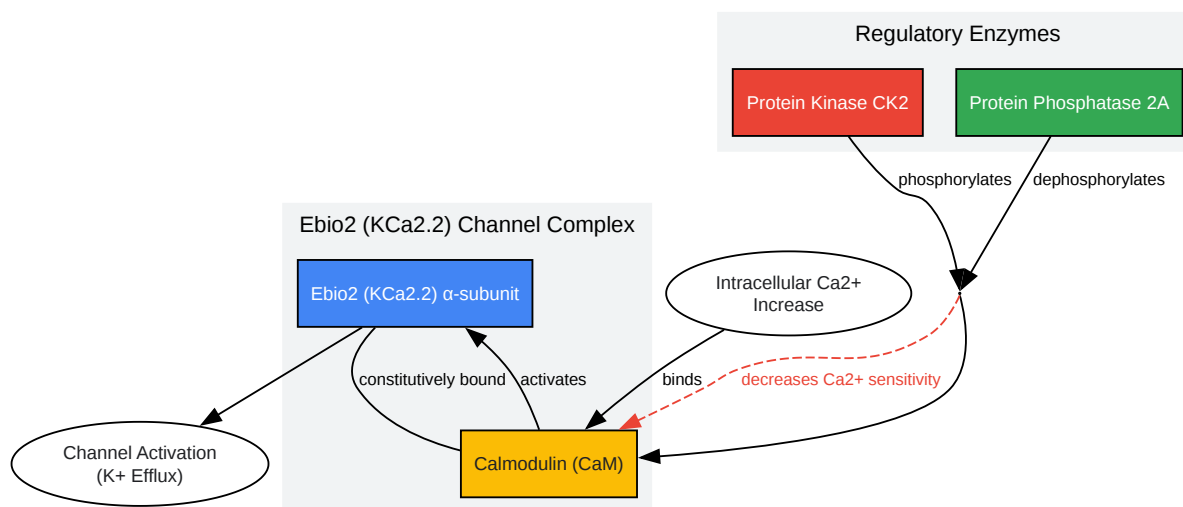 Regulatory Enzymes
Protein Kinase CK2
Protein Phosphatase 2A
phosphorylates
dephosphorylates
Ebio2 (KCa2.2) Channel Complex
Ebio2 (KCa2.2) α-subunit
Intracellular Ca2+
Increase
constitutively bound
activates
binds
decreases Ca2+ sensitivity
Channel Activation
(K+ Efflux)
Calmodulin (CaM)